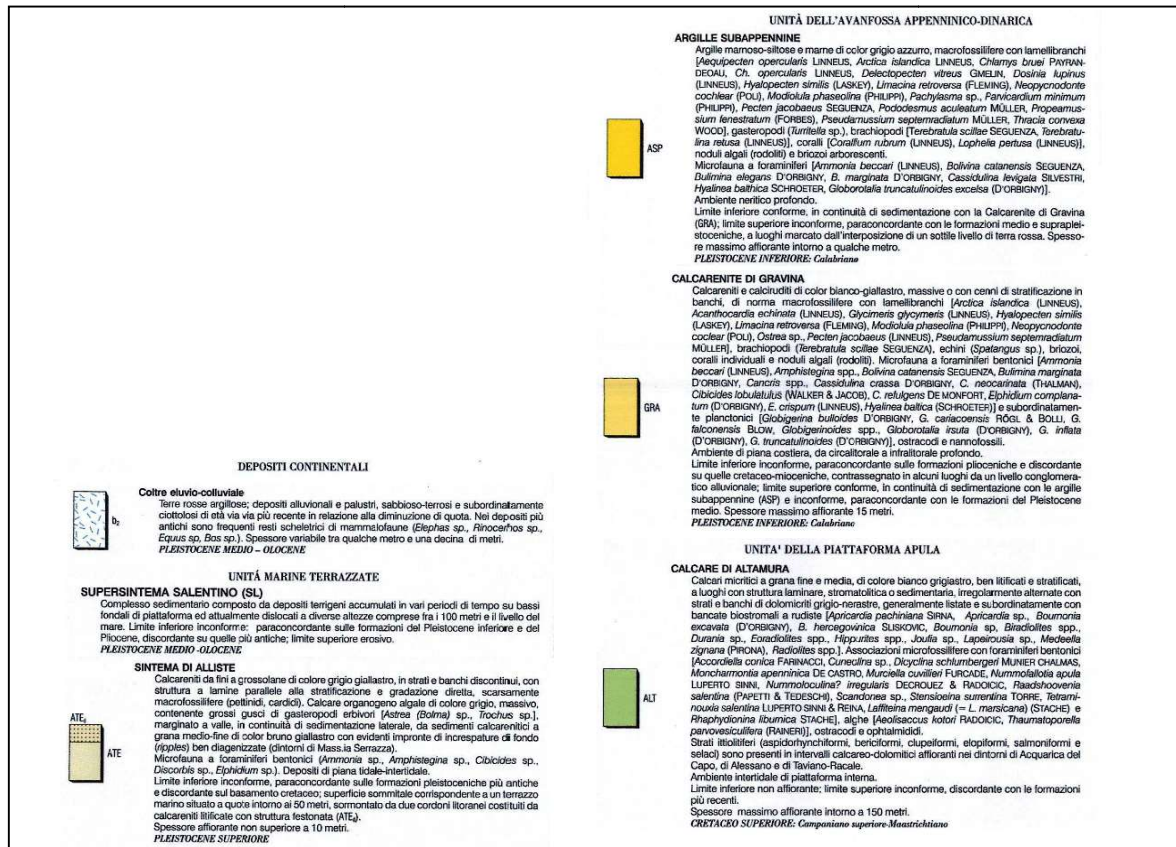 DEPOSITI CONTINENTALI
Coltre eluvio-colluviale
Terre rosse argillose; depositi alluvionali e palustri, sabbioso-terrosi e subordinatamente
ciottolosi di età via via più recente in relazione alla diminuzione di quota. Nei depositi più
antichi sono frequenti resti scheletrici di mammalofaune (Elephas sp., Rinocerhos sp.,
Equus sp, Bos sp.). Spessore variabile tra qualche metro e una decina di metri.
PLEISTOCENE MEDIO – OLOCENE
b₂
UNITÁ MARINE TERRAZZATE
SUPERSINTEMA SALENTINO (SL)
Complesso sedimentario composto da depositi terrigeni accumulati in vari periodi di tempo su bassi
fondali di piattaforma ed attualmente dislocati a diverse altezze comprese fra i 100 metri e il livello del
mare. Limite inferiore inconforme: paraconcordante sulle formazioni del Pleistocene inferiore e del
Pliocene, discordante su quelle più antiche; limite superiore erosivo.
PLEISTOCENE MEDIO -OLOCENE
SINTEMA DI ALLISTE
Calcareniti da fini a grossolane di colore grigio giallastro, in strati e banchi discontinui, con
struttura a lamine parallele alla stratificazione e gradazione diretta, scarsamente
macrofossilifere (pettinidi, cardidi). Calcare organogeno algale di colore grigio, massivo,
contenente grossi gusci di gasteropodi erbivori [Astrea (Bolma) sp., Trochus sp.],
marginato a valle, in continuità di sedimentazione laterale, da sedimenti calcarenitici a
grana medio-fine di color bruno giallastro con evidenti impronte di increspature di fondo
(ripples) ben diagenizzate (dintorni di Mass.ia Serrazza).
Microfauna a foraminiferi bentonici (Ammonia sp., Amphistegina sp., Cibicides sp.,
Discorbis sp., Elphidium sp.). Depositi di piana tidale-intertidale.
Limite inferiore inconforme, paraconcordante sulle formazioni pleistoceniche più antiche
e discordante sul basamento cretaceo; superficie sommitale corrispondente a un terrazzo
marino situato a quote intorno ai 50 metri, sormontato da due cordoni litoranei costituiti da
calcareniti litificate con struttura festonata (ATE₆).
Spessore affiorante non superiore a 10 metri.
PLEISTOCENE SUPERIORE
ATE₆
ATE
UNITÀ DELL'AVANFOSSA APPENNINICO-DINARICA
ARGILLE SUBAPPENNINE
Argille marnoso-siltose e marne di color grigio azzurro, macrofossilifere con lamellibranchi
[Aequipecten opercularis LINNEUS, Arctica islandica LINNEUS, Chlamys bruei PAYRAN-
DEOAU, Ch. opercularis LINNEUS, Delectopecten vitreus GMELIN, Dosinia lupinus
(LINNEUS), Hyalopecten similis (LASKEY), Limacina retroversa (FLEMING), Neopycnodonte
cochlear (POLI), Modiolula phaseolina (PHILIPPI), Pachylasma sp., Parvicardium minimum
(PHILIPPI), Pecten jacobaeus SEGUENZA, Pododesmus aculeatum MÜLLER, Propeamus-
sium fenestratum (FORBES), Pseudamussium septemradiatum MÜLLER, Thracia convexa
WOOD], gasteropodi (Turritella sp.), brachiopodi [Terebratula scillae SEGUENZA, Terebratu-
lina retusa (LINNEUS)], coralli [Corallium rubrum (LINNEUS), Lophelia pertusa (LINNEUS)],
noduli algali (rodoliti) e briozoi arborescenti.
Microfauna a foraminiferi [Ammonia beccari (LINNEUS), Bolivina catanensis SEGUENZA,
Bulimina elegans D'ORBIGNY, B. marginata D'ORBIGNY, Cassidulina levigata SILVESTRI,
Hyalinea balthica SCHROETER, Globorotalia truncatulinoides excelsa (D'ORBIGNY)].
Ambiente neritico profondo.
Limite inferiore conforme, in continuità di sedimentazione con la Calcarenite di Gravina
(GRA); limite superiore inconforme, paraconcordante con le formazioni medio e suprapleistoceniche, a luoghi marcato dall'interposizione di un sottile livello di terra rossa. Spesso-
re massimo affiorante intorno a qualche metro.
PLEISTOCENE INFERIORE: Calabriano
ASP
CALCARENITE DI GRAVINA
Calcareniti e calciruditi di color bianco-giallastro, massive o con cenni di stratificazione in
banchi, di norma macrofossilifere con lamellibranchi [Arctica islandica (LINNEUS),
Acanthocardia echinata (LINNEUS), Glycimeris glycymeris (LINNEUS), Hyalopecten similis
(LASKEY), Limacina retroversa (FLEMING), Modiolula phaseolina (PHILIPPI), Neopycnodonte
coclear (POLI), Ostrea sp., Pecten jacobaeus (LINNEUS), Pseudamussium septemradiatum
MÜLLER], brachiopodi (Terebratula scillae SEGUENZA), echini (Spatangus sp.), briozoi,
coralli individuali e noduli algali (rodoliti). Microfauna a foraminiferi bentonici [Ammonia
beccari (LINNEUS), Amphistegina spp., Bolivina catanensis SEGUENZA, Bulimina marginata
D'ORBIGNY, Cancris spp., Cassidulina crassa D'ORBIGNY, C. neocarinata (THALMAN),
Cibicides lobulatulus (WALKER & JACOB), C. refulgens DE MONFORT, Elphidium complana-
tum (D'ORBIGNY), E. crispum (LINNEUS), Hyalinea baltica (SCHROETER)] e subordinatamen-
te planctonici [Globigerina bulloides D'ORBIGNY, G. cariacoensis RÖGL & BOLLI, G.
falconensis BLOW, Globigerinoides spp., Globorotalia irsuta (D'ORBIGNY), G. inflata
(D'ORBIGNY), G. truncatulinoides (D'ORBIGNY)], ostracodi e nannofossili.
Ambiente di piana costiera, da circalitorale a infralitorale profondo.
Limite inferiore inconforme, paraconcordante sulle formazioni plioceniche e discordante
su quelle cretaceo-mioceniche, contrassegnato in alcuni luoghi da un livello conglomera-
tico alluvionale; limite superiore conforme, in continuità di sedimentazione con le argille
subappennine (ASP) e inconforme, paraconcordante con le formazioni del Pleistocene
medio. Spessore massimo affiorante 15 metri.
PLEISTOCENE INFERIORE: Calabriano
GRA
UNITA' DELLA PIATTAFORMA APULA
CALCARE DI ALTAMURA
Calcari micritici a grana fine e media, di colore bianco grigiastro, ben litificati e stratificati,
a luoghi con struttura laminare, stromatolitica o sedimentaria, irregolarmente alternate con
strati e banchi di dolomicriti grigio-nerastre, generalmente listate e subordinatamente con
bancate biostromali a rudiste [Apricardia pachiniana SIRNA, Apricardia sp., Bournonia
excavata (D'ORBIGNY), B. hercegovinica SLISKOVIC, Bournonia sp, Biradiolites spp.,
Durania sp., Eoradiolites spp., Hippurites spp., Joufia sp., Lapeirousia sp., Medeella
zignana (PIRONA), Radiolites spp.]. Associazioni microfossilifere con foraminiferi bentonici
[Accordiella conica FARINACCI, Cuneolina sp., Dicyclina schlumbergeri MUNIER CHALMAS,
Moncharmontia apenninica DE CASTRO, Murciella cuvillieri FURCADE, Nummofallotia apula
LUPERTO SINNI, Nummoloculina? irregularis DECROUEZ & RADOICIC, Raadshoovenia
salentina (PAPETTI & TEDESCHI), Scandonea sp., Stensioeina surrentina TORRE, Tetrami-
nouxia salentina LUPERTO SINNI & REINA, Laffiteina mengaudi (= L. marsicana) (STACHE) e
Rhaphydionina liburnica STACHE], alghe [Aeolisaccus kotori RADOICIC, Thaumatoporella
parvovesiculifera (RAINERI)], ostracodi e ophtalmididi.
Strati ittiolitiferi (aspidorhynchiformi, bericiformi, clupeiformi, elopiformi, salmoniformi e
selaci) sono presenti in intervalli calcareo-dolomitici affioranti nei dintorni di Acquarica del
Capo, di Alessano e di Taviano-Racale.
Ambiente intertidale di piattaforma interna.
Limite inferiore non affiorante; limite superiore inconforme, discordante con le formazioni
più recenti.
Spessore massimo affiorante intorno a 150 metri.
CRETACEO SUPERIORE: Campaniano superiore-Maastrichtiano
ALT